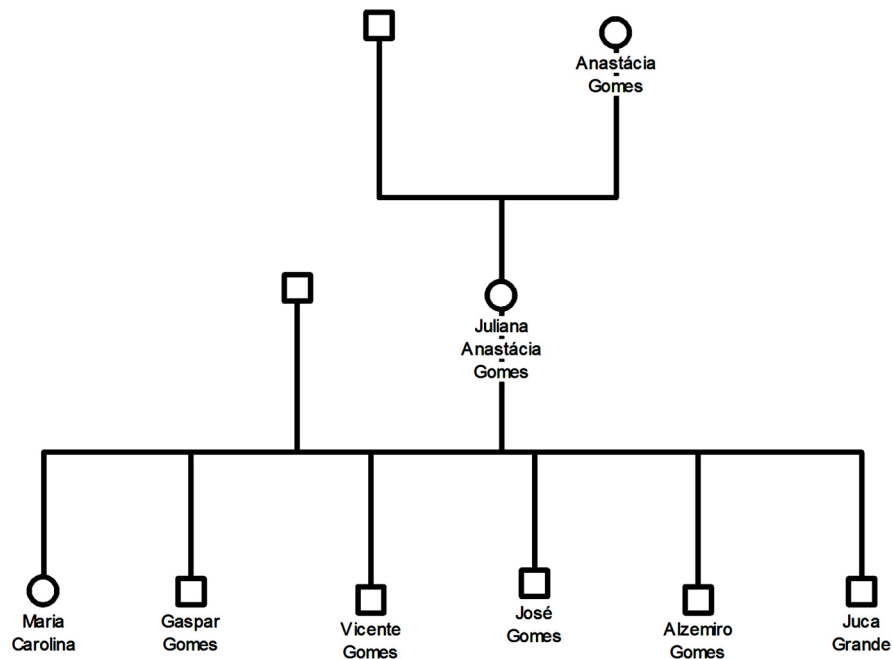 Anastácia
Gomes
Juliana
Anastácia
Gomes
Maria
Carolina
Gaspar
Gomes
Vicente
Gomes
José
Gomes
Alzemiro
Gomes
Juca
Grande